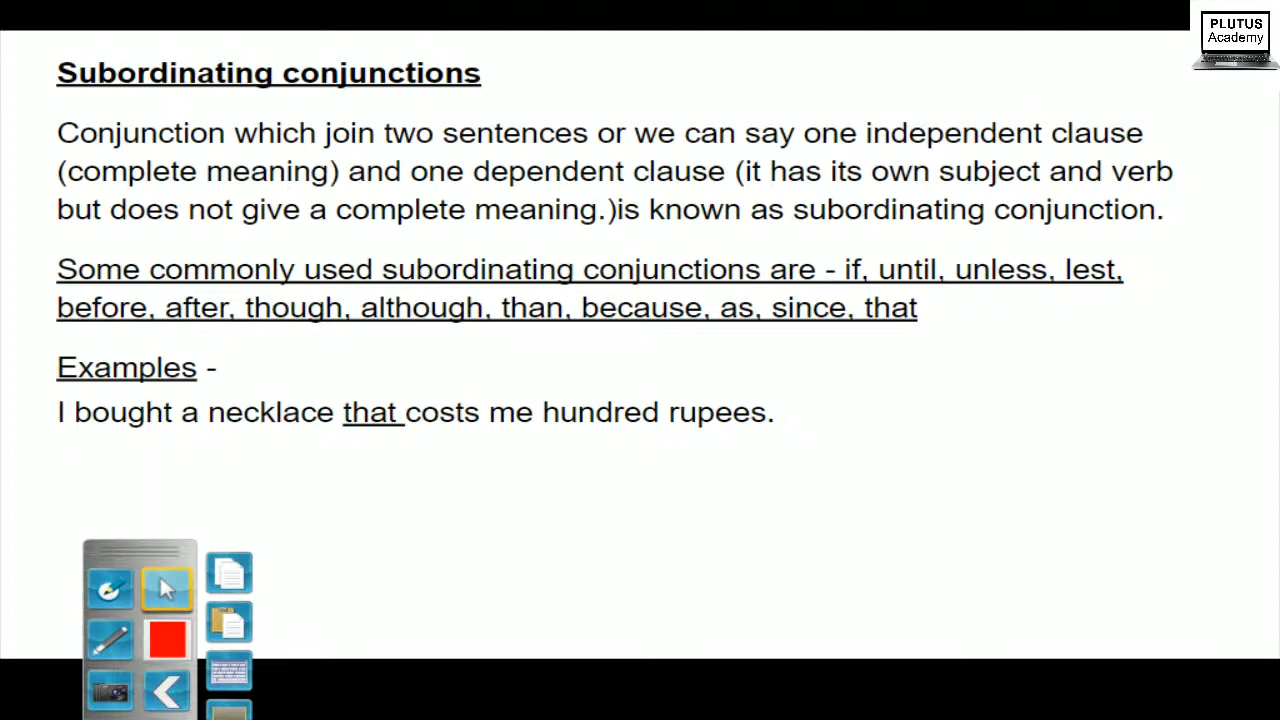 PLUTUS
Academy
Subordinating conjunctions
Conjunction which join two sentences or we can say one independent clause
(complete meaning) and one dependent clause (it has its own subject and verb
but does not give a complete meaning.)is known as subordinating conjunction.
Some commonly used subordinating conjunctions are - if, until, unless, lest,
before, after, though, although, than, because, as, since, that
Examples -
I bought a necklace that costs me hundred rupees.